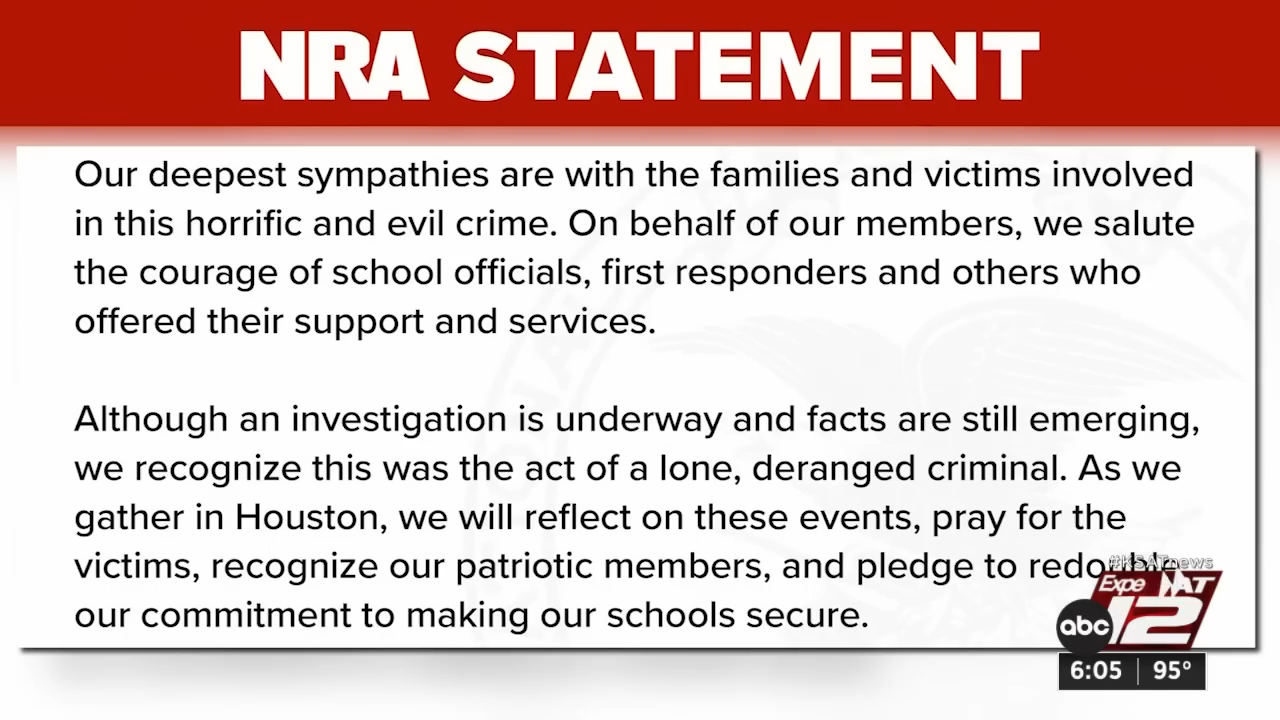 NRA STATEMENT
Our deepest sympathies are with the families and victims involved
in this horrific and evil crime. On behalf of our members, we salute
the courage of school officials, first responders and others who
offered their support and services.
Although an investigation is underway and facts are still emerging,
we recognize this was the act of a lone, deranged criminal. As we
gather in Houston, we will reflect on these events, pray for the
victims, recognize our patriotic members, and pledge to redouble
our commitment to making our schools secure.
#KSATnews
abc 12
6:05 95°